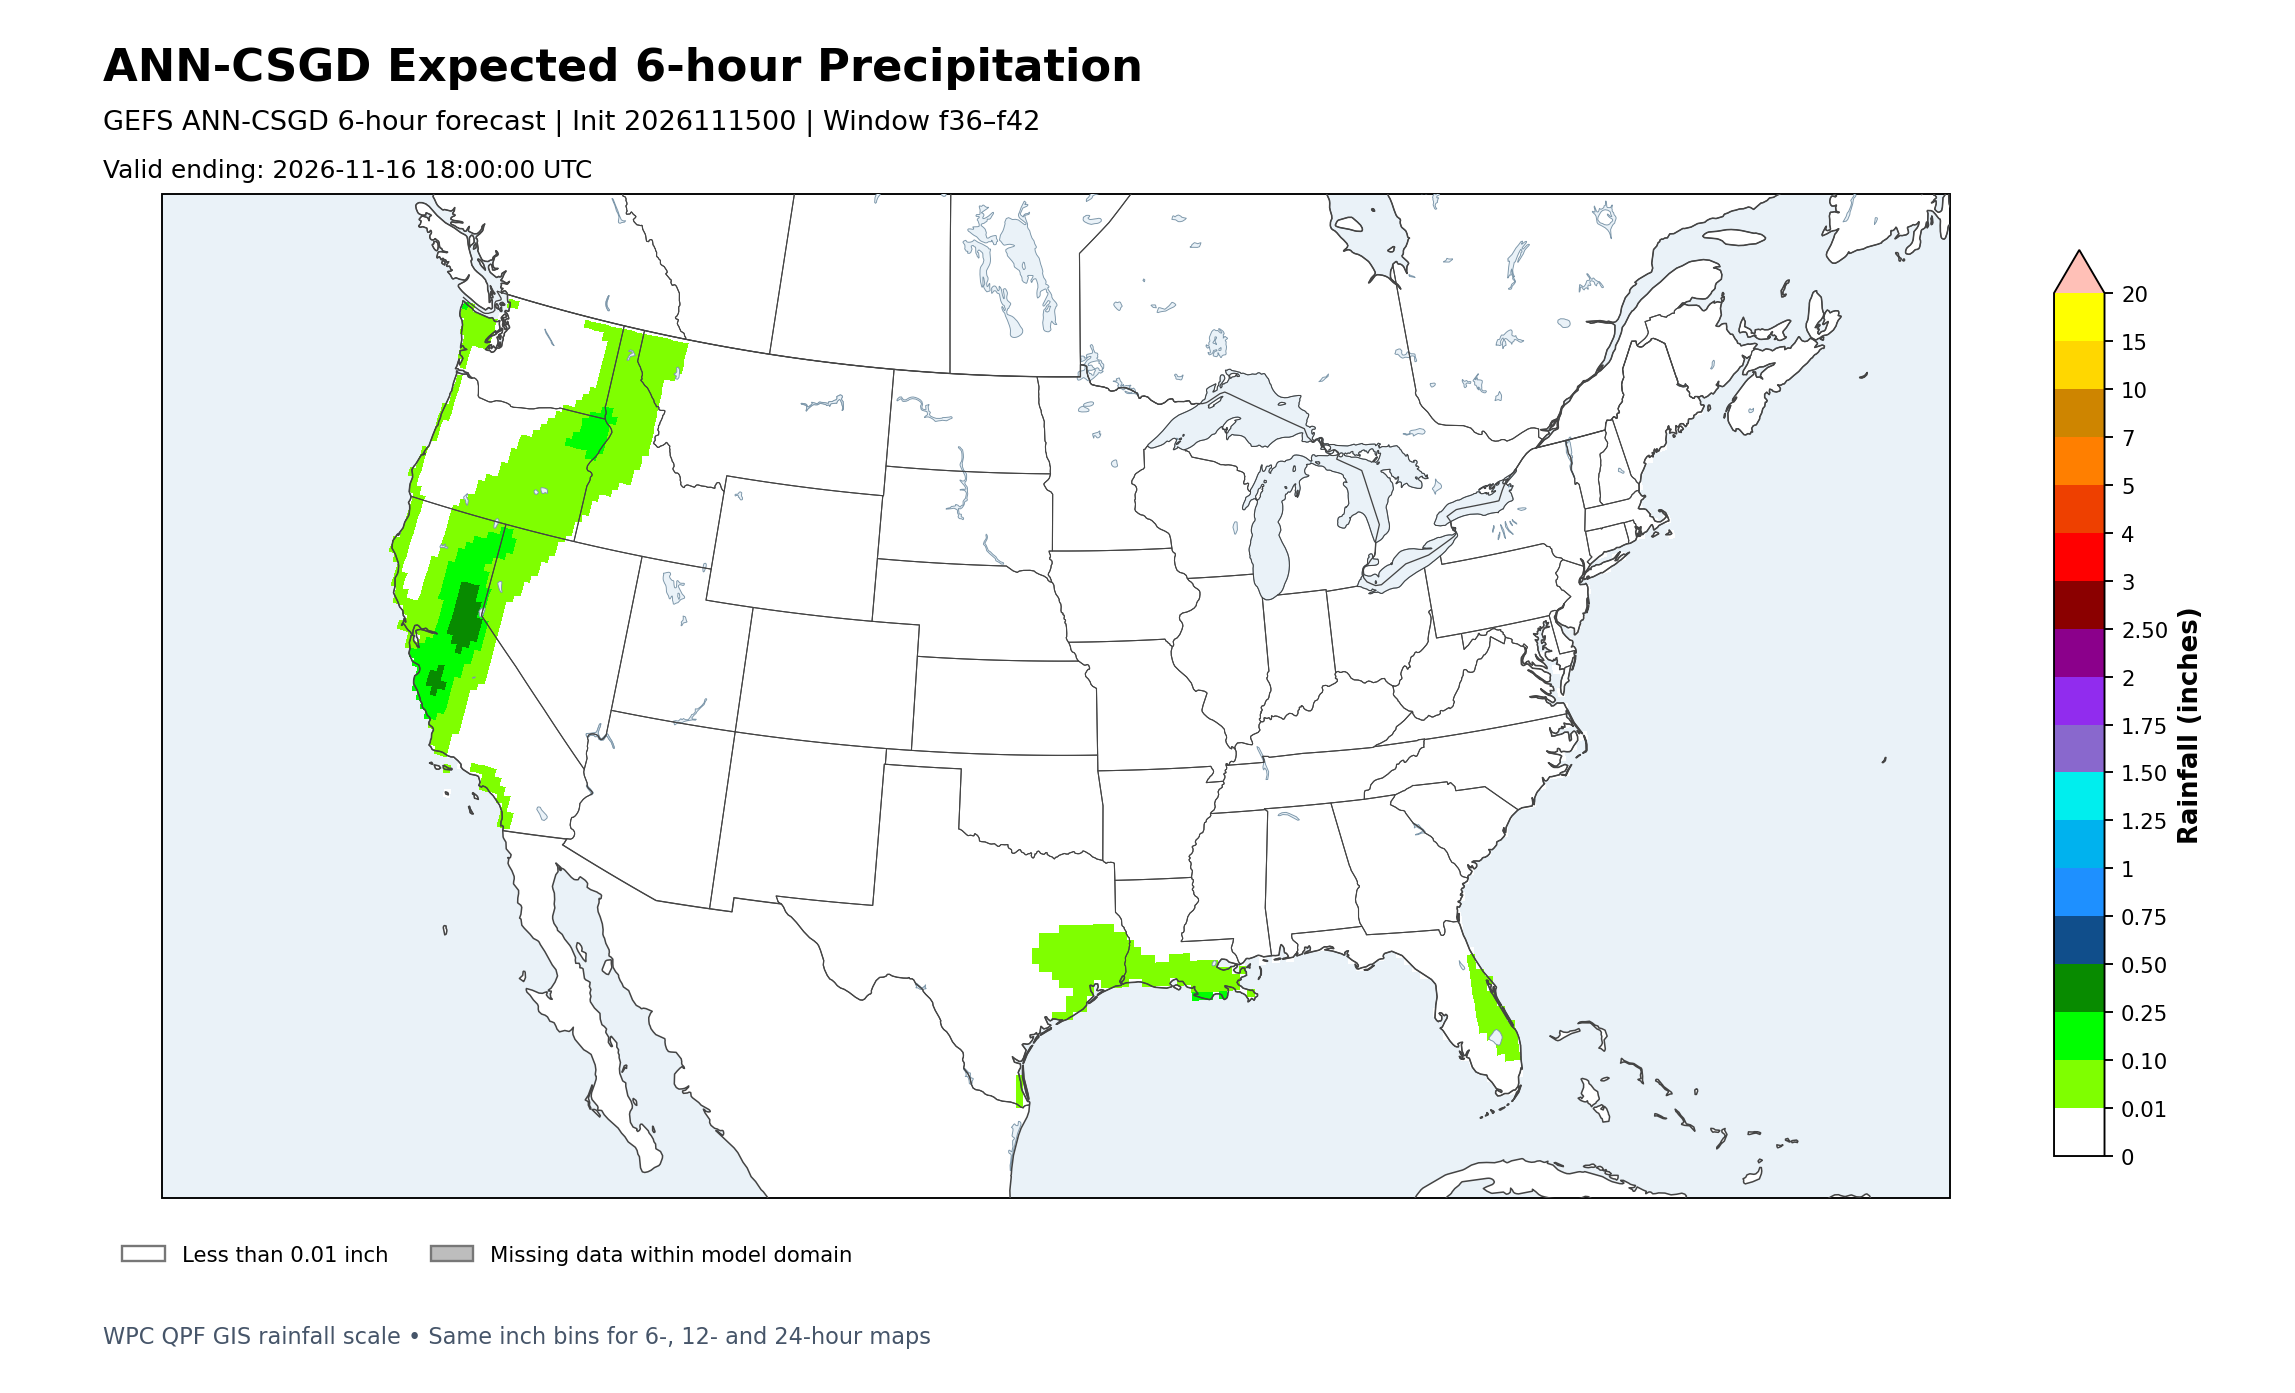 ANN-CSGD Expected 6-hour Precipitation
GEFS ANN-CSGD 6-hour forecast | Init 2026111500 | Window f36–f42
Valid ending: 2026-11-16 18:00:00 UTC
20
15
10
7
5
4
3
2.50
2
1.75
1.50
1.25
1
0.75
0.50
0.25
0.10
0.01
0
Rainfall (inches)
Less than 0.01 inch
Missing data within model domain
WPC QPF GIS rainfall scale • Same inch bins for 6-, 12- and 24-hour maps